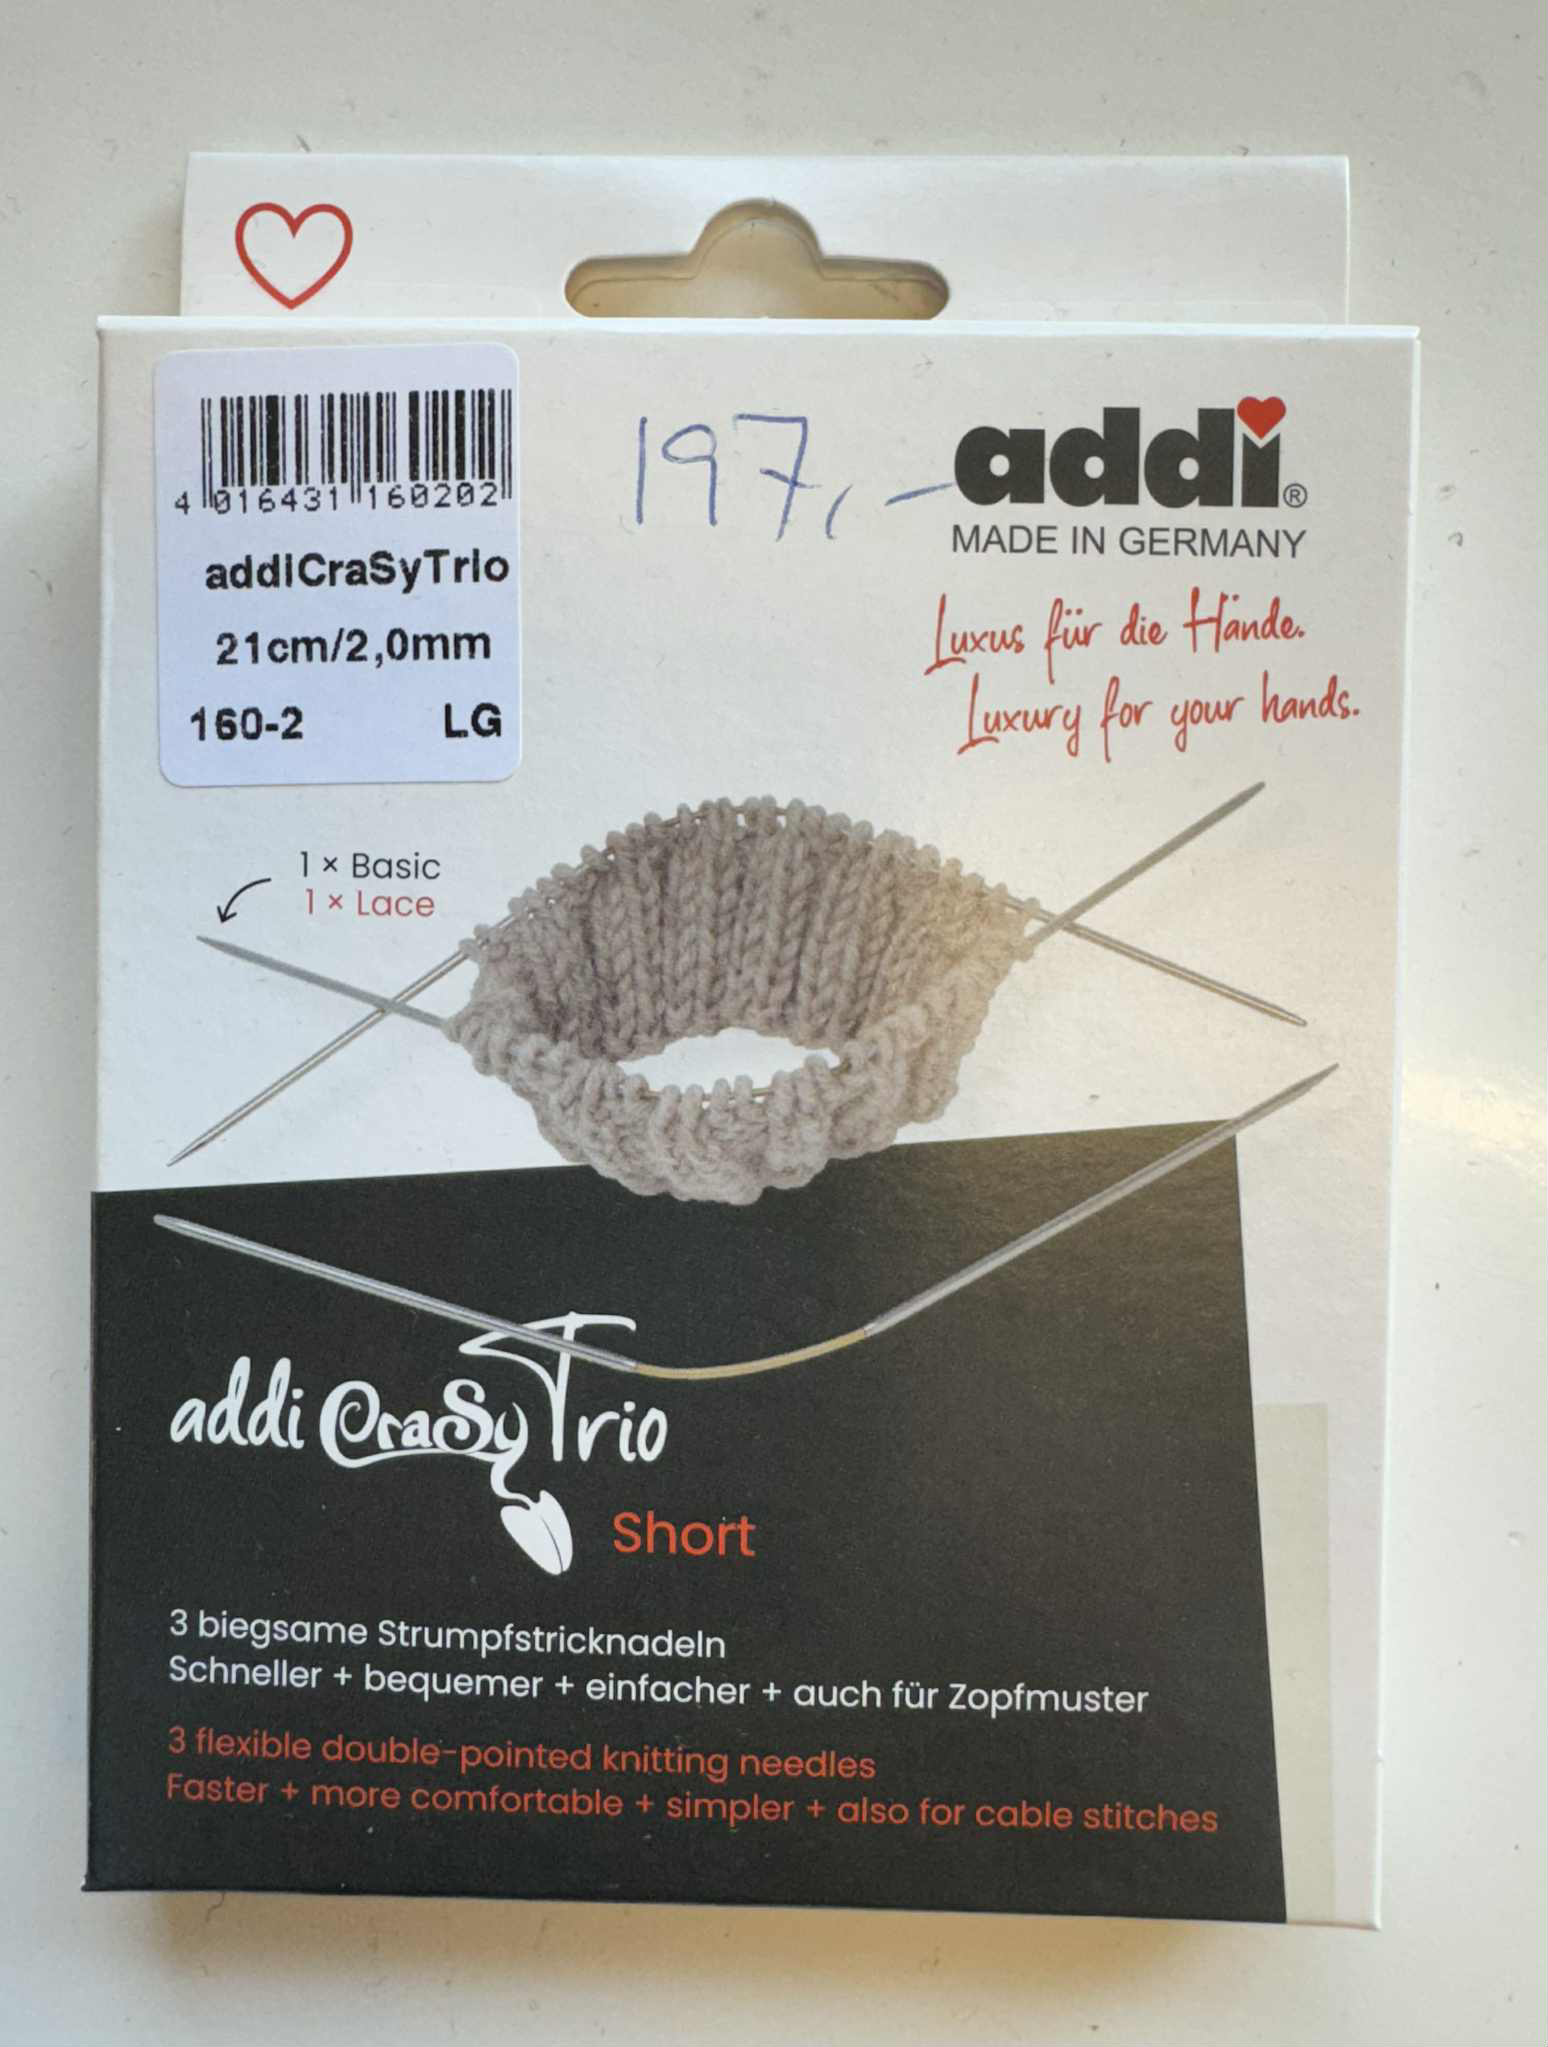 4 016431 160202
addiCraSyTrio
21cm/2,0mm
160-2 LG
197,-
addi®
MADE IN GERMANY
Luxus für die Hände.
Luxury for your hands.
1 × Basic
1 × Lace
addi CraSyTrio
Short
3 biegsame Strumpfstricknadeln
Schneller + bequemer + einfacher + auch für Zopfmuster
3 flexible double-pointed knitting needles
Faster + more comfortable + simpler + also for cable stitches